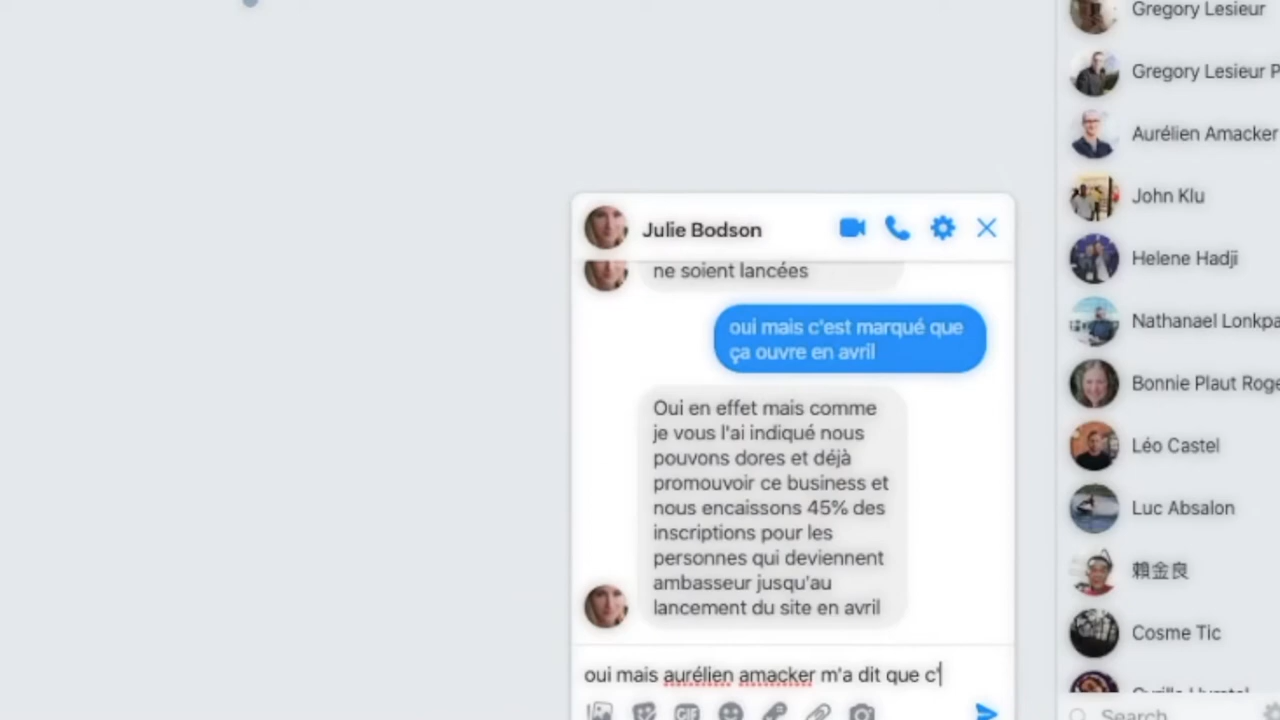 Gregory Lesieur
Gregory Lesieur P
Aurélien Amacker
John Klu
Helene Hadji
Nathanael Lonkpa
Bonnie Plaut Roge
Léo Castel
Luc Absalon
賴金良
Cosme Tic
Search
Julie Bodson
ne soient lancées
oui mais c'est marqué que
ça ouvre en avril
Oui en effet mais comme
je vous l'ai indiqué nous
pouvons dores et déjà
promouvoir ce business et
nous encaissons 45% des
inscriptions pour les
personnes qui deviennent
ambasseur jusqu'au
lancement du site en avril
oui mais aurélien amacker m'a dit que c'
GIF